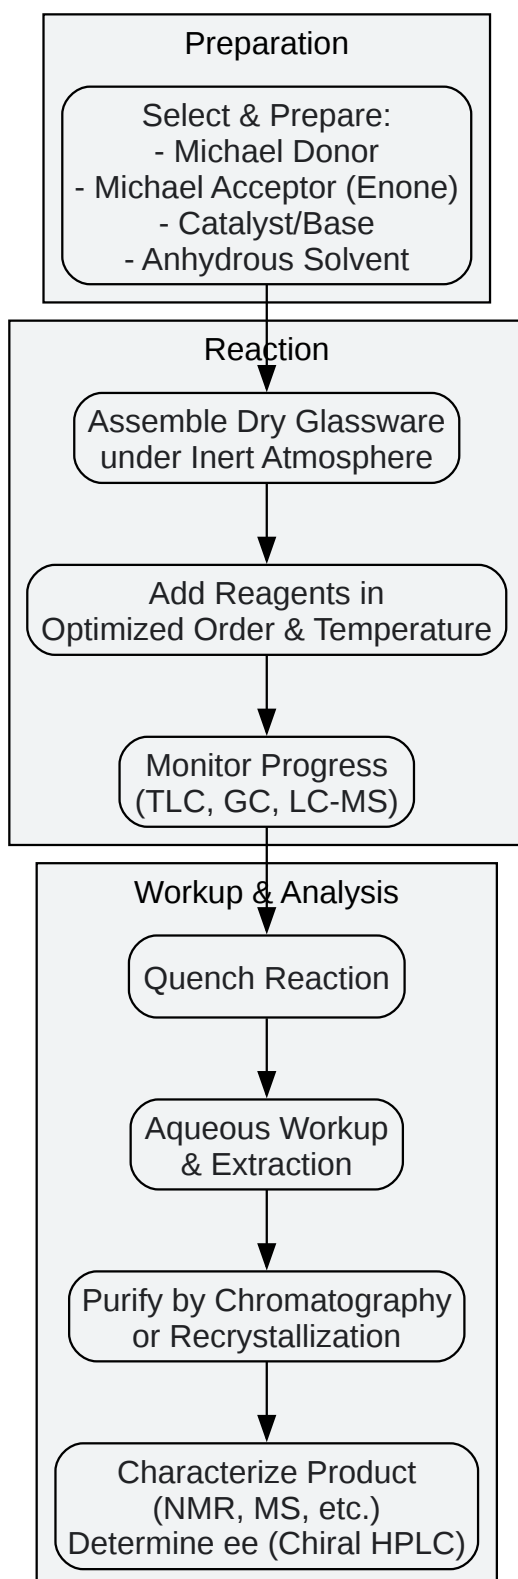 Preparation
Select & Prepare:
- Michael Donor
- Michael Acceptor (Enone)
- Catalyst/Base
- Anhydrous Solvent
Reaction
Assemble Dry Glassware
under Inert Atmosphere
Add Reagents in
Optimized Order & Temperature
Monitor Progress
(TLC, GC, LC-MS)
Workup & Analysis
Quench Reaction
Aqueous Workup
& Extraction
Purify by Chromatography
or Recrystallization
Characterize Product
(NMR, MS, etc.)
Determine ee (Chiral HPLC)